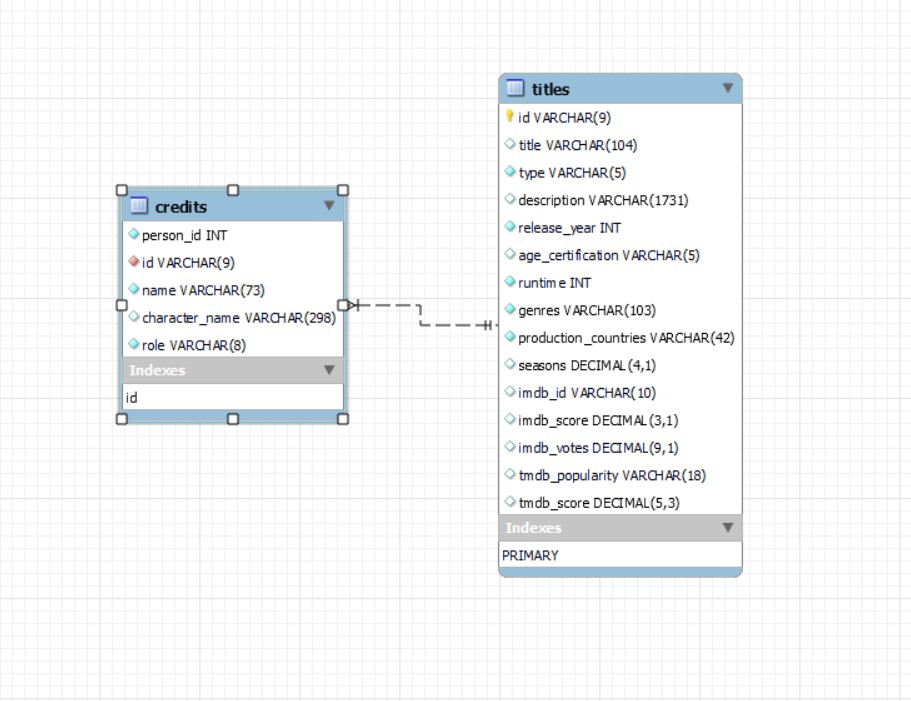 credits
person_id INT
id VARCHAR(9)
name VARCHAR(73)
character_name VARCHAR(298)
role VARCHAR(8)
Indexes
id
titles
id VARCHAR(9)
title VARCHAR(104)
type VARCHAR(5)
description VARCHAR(1731)
release_year INT
age_certification VARCHAR(5)
runtime INT
genres VARCHAR(103)
production_countries VARCHAR(42)
seasons DECIMAL(4,1)
imdb_id VARCHAR(10)
imdb_score DECIMAL(3,1)
imdb_votes DECIMAL(9,1)
tmdb_popularity VARCHAR(18)
tmdb_score DECIMAL(5,3)
Indexes
PRIMARY